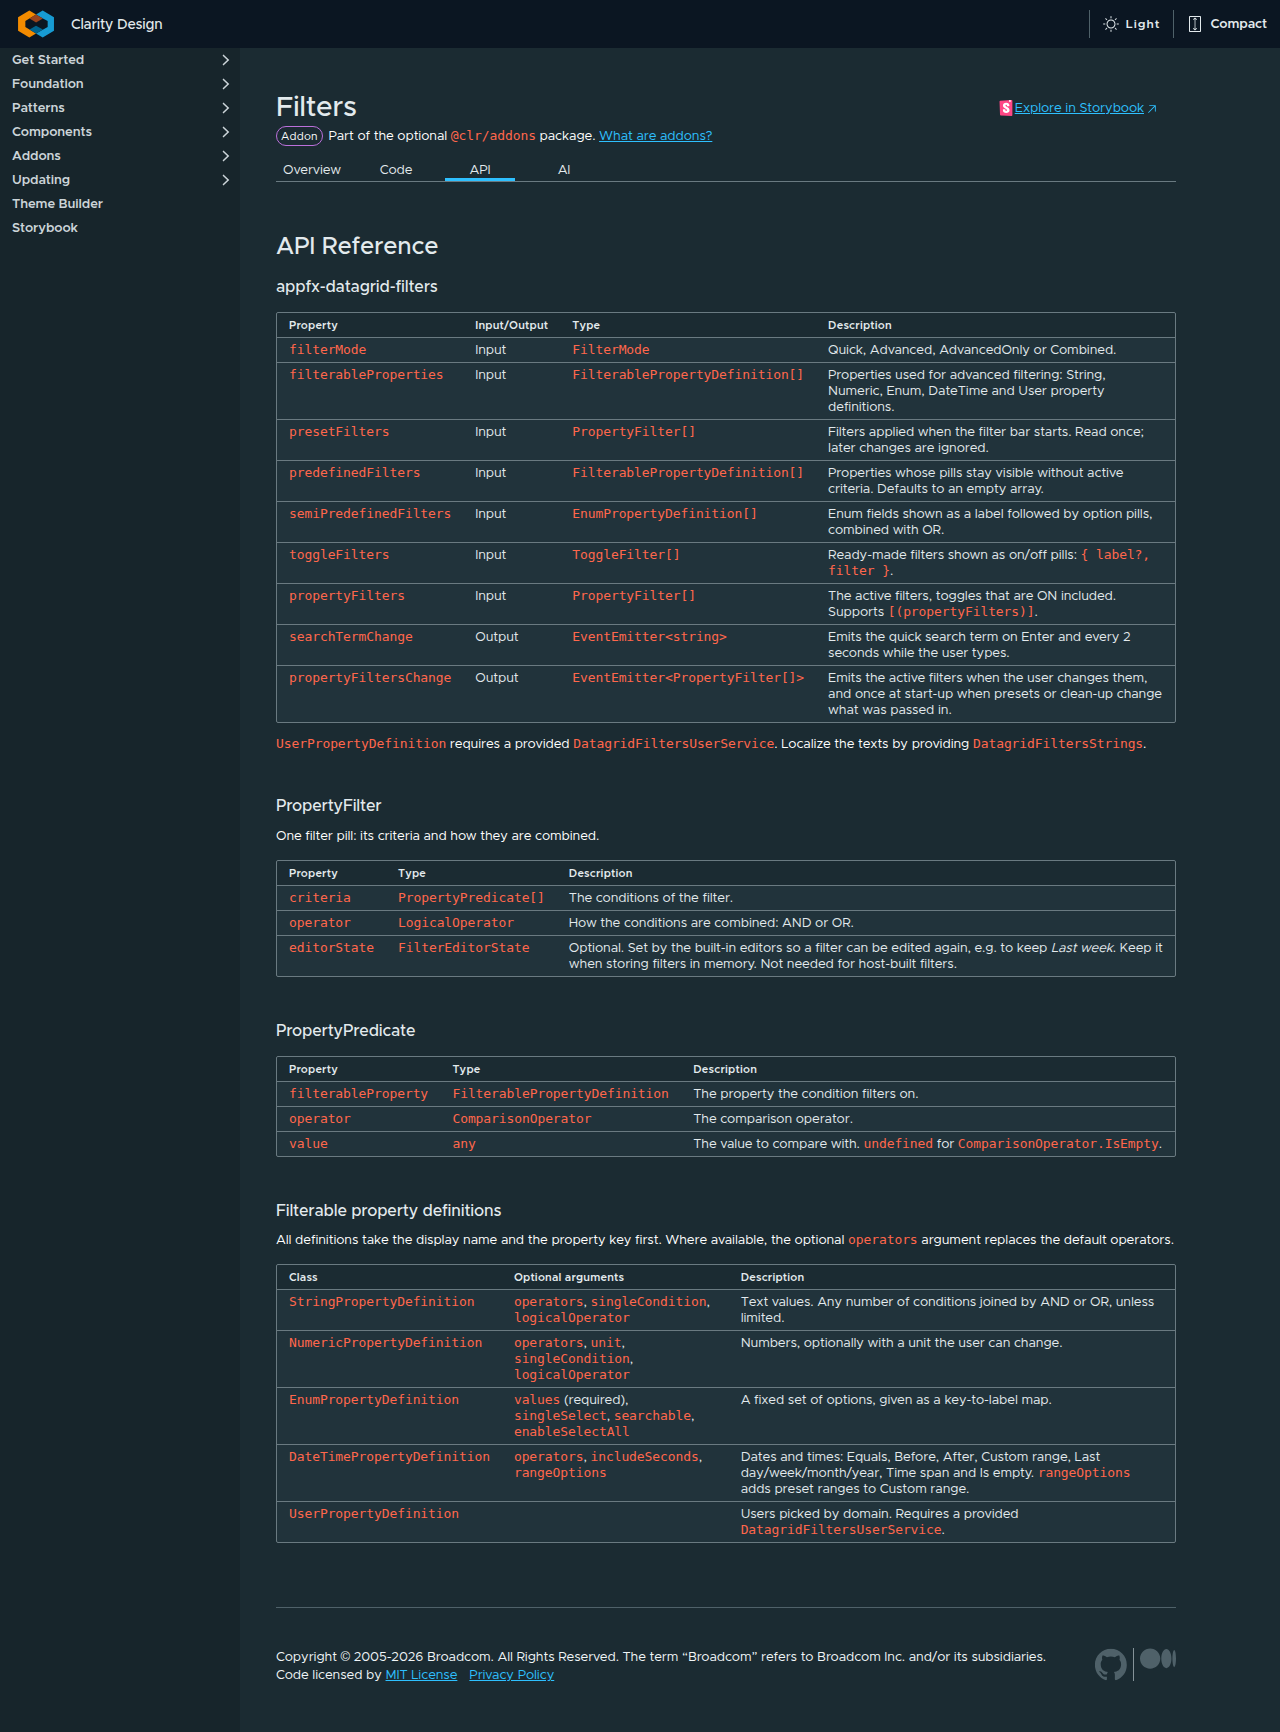 Clarity Design
Light
Compact
Get Started
Foundation
Patterns
Components
Addons
Updating
Theme Builder
Storybook
Filters
Explore in Storybook
Addon Part of the optional @clr/addons package. What are addons?
Overview Code API AI
API Reference
appfx-datagrid-filters
Property Input/Output Type Description
filterMode Input FilterMode Quick, Advanced, AdvancedOnly or Combined.
filterableProperties Input FilterablePropertyDefinition[] Properties used for advanced filtering: String,
Numeric, Enum, DateTime and User property
definitions.
presetFilters Input PropertyFilter[] Filters applied when the filter bar starts. Read once;
later changes are ignored.
predefinedFilters Input FilterablePropertyDefinition[] Properties whose pills stay visible without active
criteria. Defaults to an empty array.
semiPredefinedFilters Input EnumPropertyDefinition[] Enum fields shown as a label followed by option pills,
combined with OR.
toggleFilters Input ToggleFilter[] Ready-made filters shown as on/off pills: { label?,
filter }.
propertyFilters Input PropertyFilter[] The active filters, toggles that are ON included.
Supports [(propertyFilters)].
searchTermChange Output EventEmitter<string> Emits the quick search term on Enter and every 2
seconds while the user types.
propertyFiltersChange Output EventEmitter<PropertyFilter[]> Emits the active filters when the user changes them,
and once at start-up when presets or clean-up change
what was passed in.
UserPropertyDefinition requires a provided DatagridFiltersUserService. Localize the texts by providing DatagridFiltersStrings.
PropertyFilter
One filter pill: its criteria and how they are combined.
Property Type Description
criteria PropertyPredicate[] The conditions of the filter.
operator LogicalOperator How the conditions are combined: AND or OR.
editorState FilterEditorState Optional. Set by the built-in editors so a filter can be edited again, e.g. to keep Last week. Keep it
when storing filters in memory. Not needed for host-built filters.
PropertyPredicate
Property Type Description
filterableProperty FilterablePropertyDefinition The property the condition filters on.
operator ComparisonOperator The comparison operator.
value any The value to compare with. undefined for ComparisonOperator.IsEmpty.
Filterable property definitions
All definitions take the display name and the property key first. Where available, the optional operators argument replaces the default operators.
Class Optional arguments Description
StringPropertyDefinition operators, singleCondition, Text values. Any number of conditions joined by AND or OR, unless
logicalOperator limited.
NumericPropertyDefinition operators, unit, Numbers, optionally with a unit the user can change.
singleCondition,
logicalOperator
EnumPropertyDefinition values (required), A fixed set of options, given as a key-to-label map.
singleSelect, searchable,
enableSelectAll
DateTimePropertyDefinition operators, includeSeconds, Dates and times: Equals, Before, After, Custom range, Last
rangeOptions day/week/month/year, Time span and Is empty. rangeOptions
adds preset ranges to Custom range.
UserPropertyDefinition Users picked by domain. Requires a provided
DatagridFiltersUserService.
Copyright © 2005-2026 Broadcom. All Rights Reserved. The term “Broadcom” refers to Broadcom Inc. and/or its subsidiaries.
Code licensed by MIT License Privacy Policy